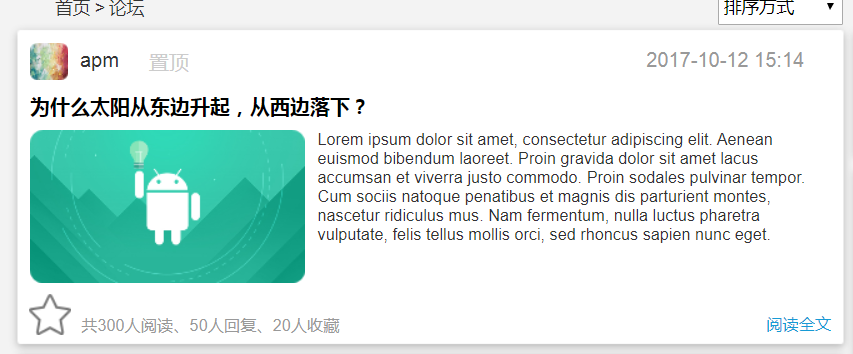 首页 > 论坛
排序方式
apm 置顶 2017-10-12 15:14
为什么太阳从东边升起，从西边落下？
Lorem ipsum dolor sit amet, consectetur adipiscing elit. Aenean
euismod bibendum laoreet. Proin gravida dolor sit amet lacus
accumsan et viverra justo commodo. Proin sodales pulvinar tempor.
Cum sociis natoque penatibus et magnis dis parturient montes,
nascetur ridiculus mus. Nam fermentum, nulla luctus pharetra
vulputate, felis tellus mollis orci, sed rhoncus sapien nunc eget.
共300人阅读、50人回复、20人收藏
阅读全文